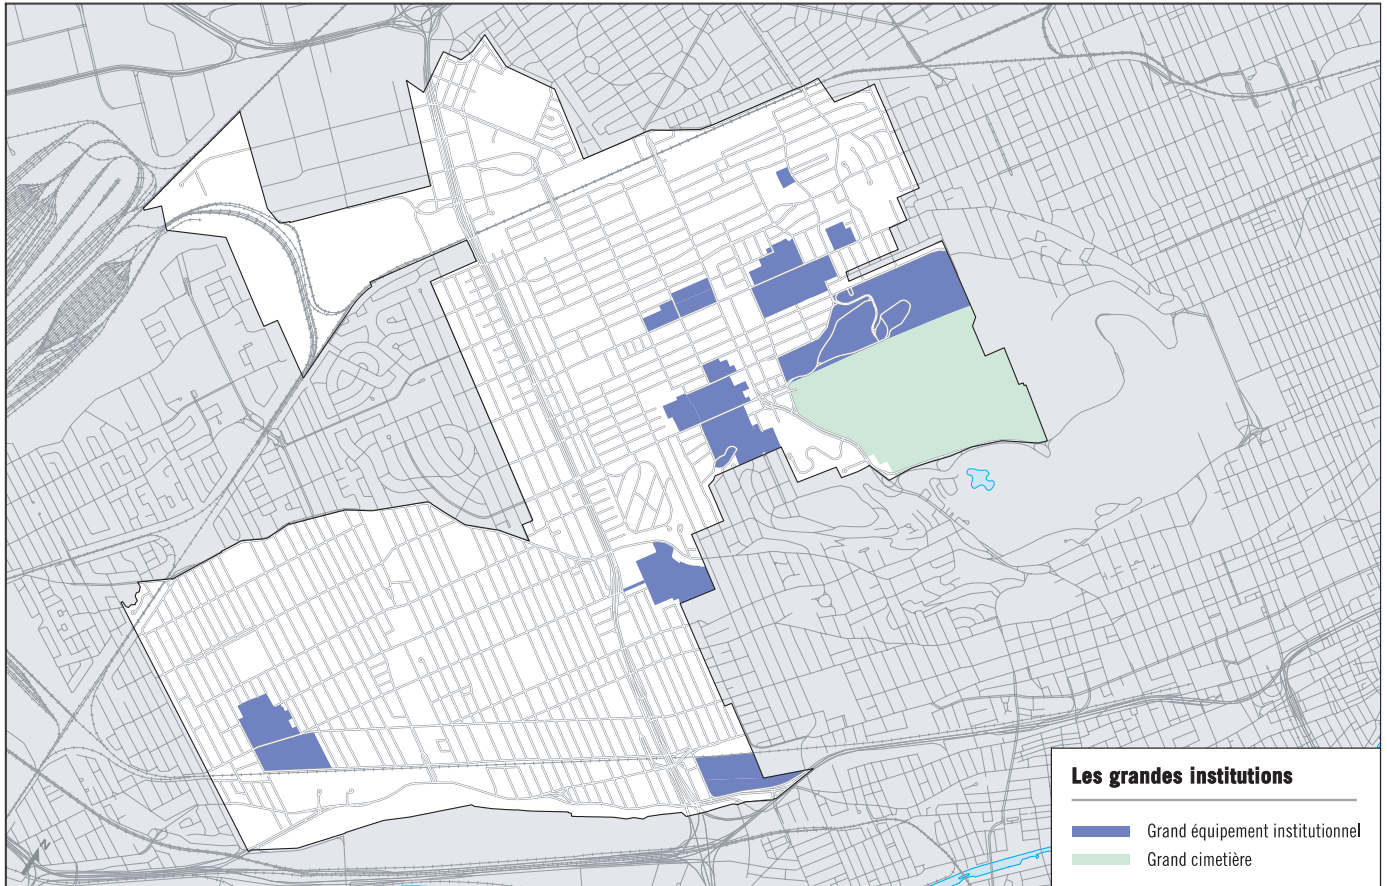 Les grandes institutions
Grand équipement institutionnel
Grand cimetière
N